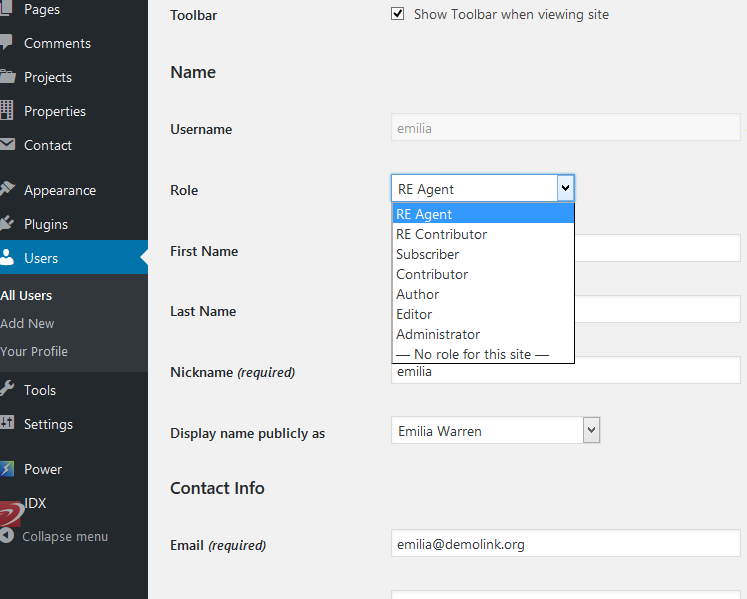 Pages
Comments
Projects
Properties
Contact
Appearance
Plugins
Users
All Users
Add New
Your Profile
Tools
Settings
Power
IDX
Collapse menu
Toolbar
Show Toolbar when viewing site
Name
Username
emilia
Role
RE Agent
RE Agent
RE Contributor
Subscriber
Contributor
Author
Editor
Administrator
— No role for this site —
First Name
Last Name
Nickname (required)
emilia
Display name publicly as
Emilia Warren
Contact Info
Email (required)
emilia@demolink.org